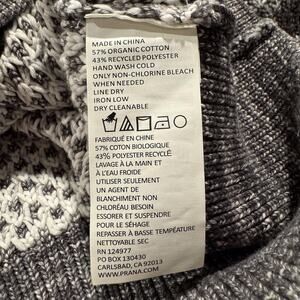 MADE IN CHINA
57% ORGANIC COTTON
43% RECYCLED POLYESTER
HAND WASH COLD
ONLY NON-CHLORINE BLEACH
WHEN NEEDED
LINE DRY
IRON LOW
DRY CLEANABLE
FABRIQUÉ EN CHINE
57% COTON BIOLOGIQUE
43% POLYESTER RECYCLÉ
LAVAGE À LA MAIN ET
À L'EAU FROIDE
UTILISER SEULEMENT
UN AGENT DE
BLANCHIMENT NON
CHLORÉAU BESOIN
ESSORER ET SUSPENDRE
POUR LE SÉHAGE
REPASSER À BASSE TEMPÉRATURE
NETTOYABLE SEC
RN 124977
PO BOX 130430
CARLSBAD, CA 92013
WWW.PRANA.COM